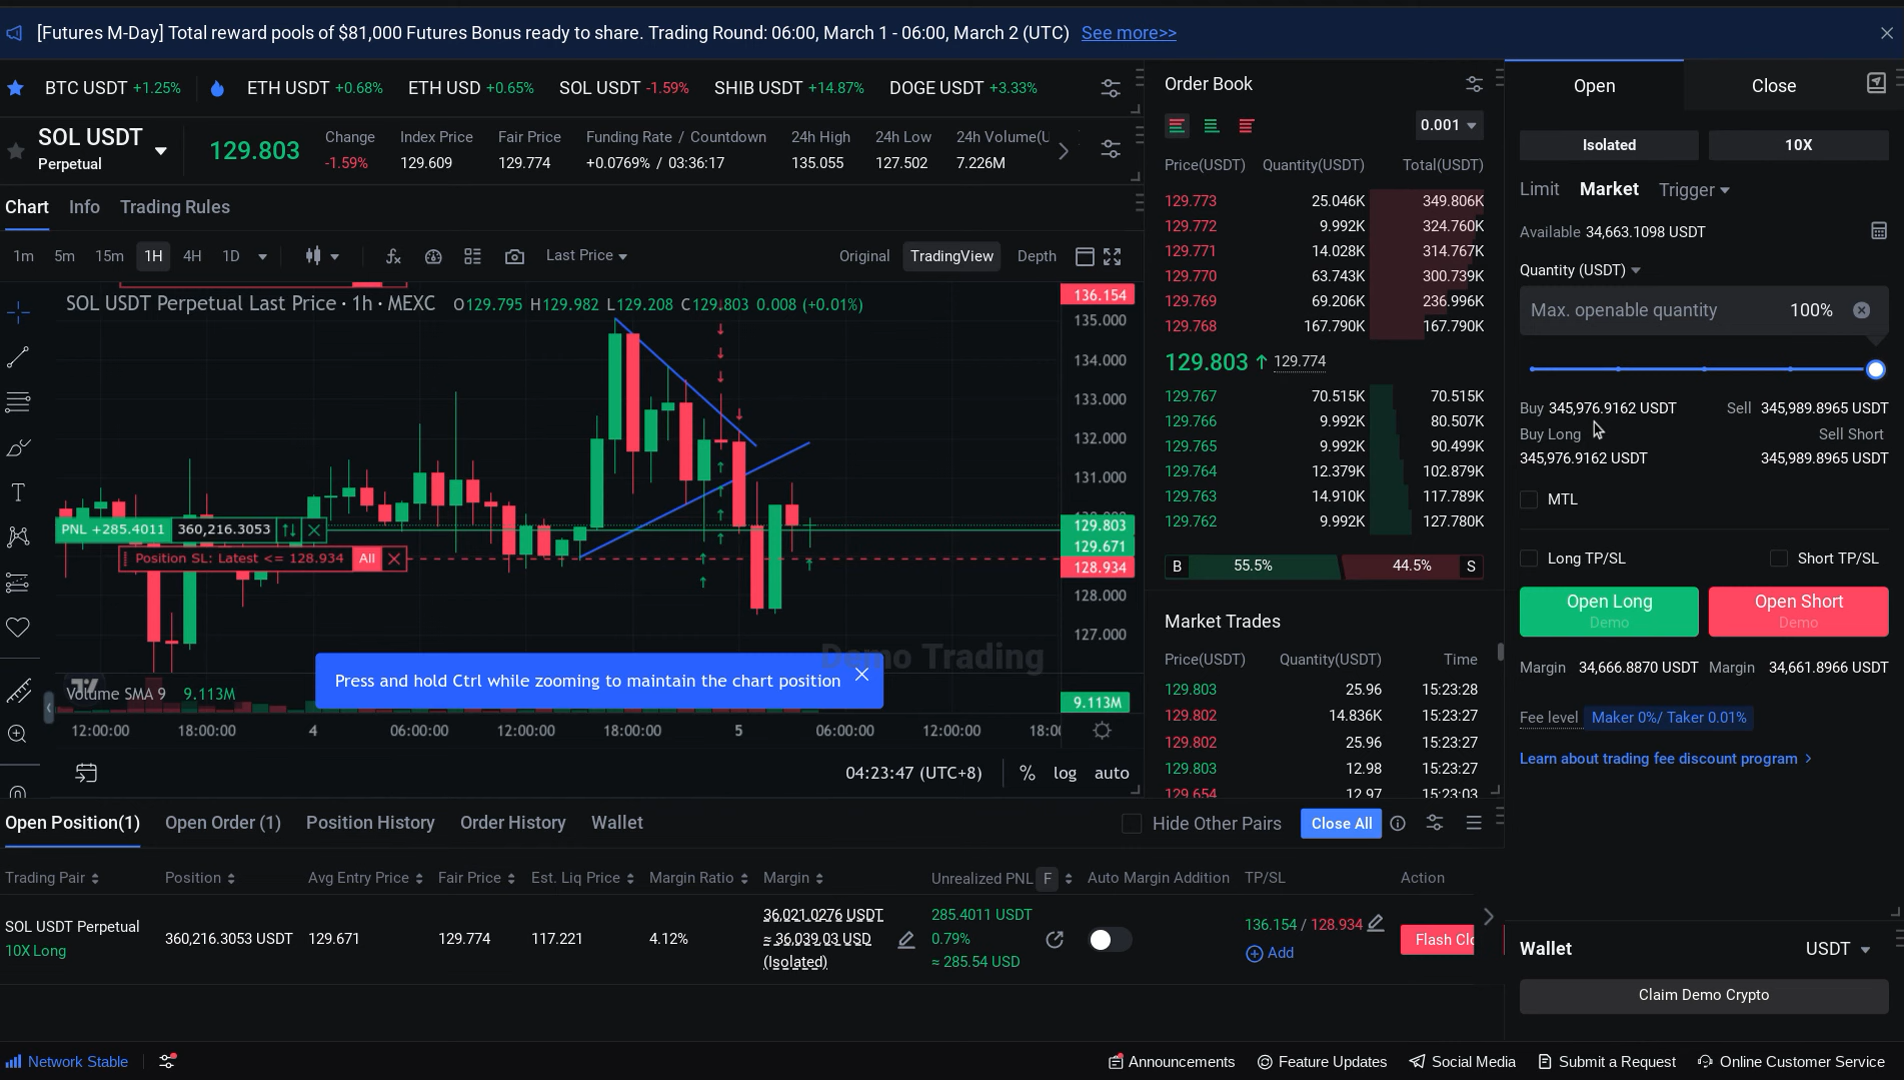 [Futures M-Day] Total reward pools of $81,000 Futures Bonus ready to share. Trading Round: 06:00, March 1 - 06:00, March 2 (UTC) See more>>
BTC USDT +1.25% ETH USDT +0.68% ETH USD +0.65% SOL USDT -1.59% SHIB USDT +14.87% DOGE USDT +3.33%
SOL USDT
Perpetual
129.803
Change Index Price Fair Price Funding Rate / Countdown 24h High 24h Low 24h Volume(U
-1.59% 129.609 129.774 +0.0769% / 03:36:17 135.055 127.502 7.226M
Chart Info Trading Rules
1m 5m 15m 1H 4H 1D Last Price Original TradingView Depth
SOL USDT Perpetual Last Price · 1h · MEXC O129.795 H129.982 L129.208 C129.803 0.008 (+0.01%)
136.154
135.000
134.000
133.000
132.000
131.000
PNL +285.4011 360,216.3053
129.803
129.671
Position SL: Latest <= 128.934 All
128.934
128.000
127.000
Demo Trading
Press and hold Ctrl while zooming to maintain the chart position
Volume SMA 9 9.113M
9.113M
12:00:00 18:00:00 4 06:00:00 12:00:00 18:00:00 5 06:00:00 12:00:00 18:0
04:23:47 (UTC+8) % log auto
Order Book
0.001
Price(USDT) Quantity(USDT) Total(USDT)
129.773 25.046K 349.806K
129.772 9.992K 324.760K
129.771 14.028K 314.767K
129.770 63.743K 300.739K
129.769 69.206K 236.996K
129.768 167.790K 167.790K
129.803 129.774
129.767 70.515K 70.515K
129.766 9.992K 80.507K
129.765 9.992K 90.499K
129.764 12.379K 102.879K
129.763 14.910K 117.789K
129.762 9.992K 127.780K
B 55.5% 44.5% S
Market Trades
Price(USDT) Quantity(USDT) Time
129.803 25.96 15:23:28
129.802 14.836K 15:23:27
129.802 25.96 15:23:27
129.803 12.98 15:23:27
129.654 12.97 15:23:03
Open Close
Isolated 10X
Limit Market Trigger
Available 34,663.1098 USDT
Quantity (USDT)
Max. openable quantity 100%
Buy 345,976.9162 USDT Sell 345,989.8965 USDT
Buy Long Sell Short
345,976.9162 USDT 345,989.8965 USDT
MTL
Long TP/SL Short TP/SL
Open Long Open Short
Demo Demo
Margin 34,666.8870 USDT Margin 34,661.8966 USDT
Fee level Maker 0%/ Taker 0.01%
Learn about trading fee discount program
Open Position(1) Open Order (1) Position History Order History Wallet Hide Other Pairs Close All
Trading Pair Position Avg Entry Price Fair Price Est. Liq Price Margin Ratio Margin Unrealized PNL F Auto Margin Addition TP/SL Action
SOL USDT Perpetual
10X Long
360,216.3053 USDT 129.671 129.774 117.221 4.12%
36,021.0276 USDT
≈ 36,039.03 USD
(Isolated)
285.4011 USDT
0.79%
≈ 285.54 USD
136.154 / 128.934
Add
Flash Clo
Wallet USDT
Claim Demo Crypto
Network Stable Announcements Feature Updates Social Media Submit a Request Online Customer Service